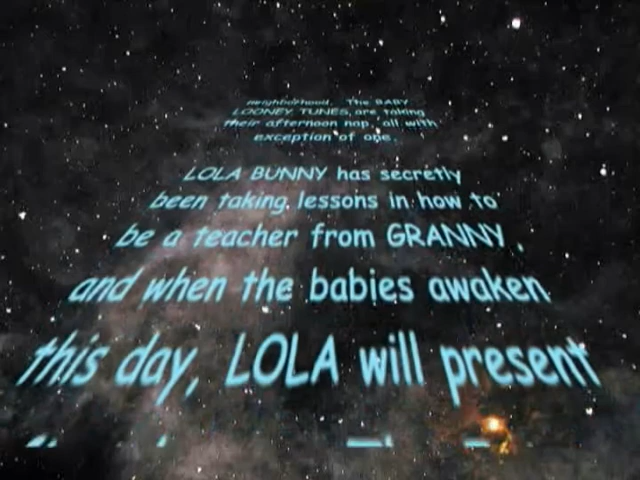 neighborhood. The BABY
LOONEY TUNES, are taking
their afternoon nap, all with
exception of one.
LOLA BUNNY has secretly
been taking lessons in how to
be a teacher from GRANNY,
and when the babies awaken
this day, LOLA will present